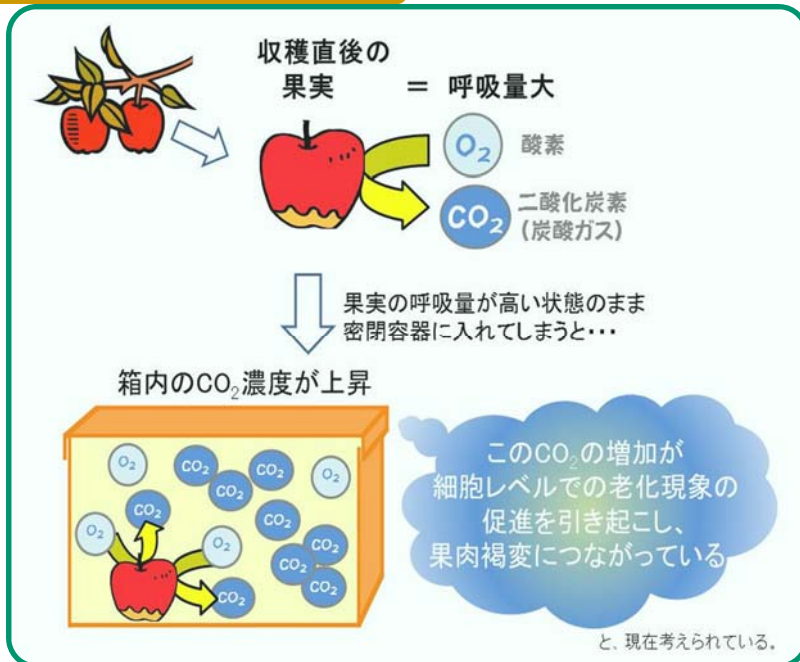 収穫直後の
果実 = 呼吸量大
O₂ 酸素
CO₂ 二酸化炭素
(炭酸ガス)
果実の呼吸量が高い状態のまま
密閉容器に入れてしまうと・・・
箱内のCO₂濃度が上昇
O₂
CO₂
CO₂
O₂
CO₂
CO₂
CO₂
O₂
O₂
CO₂
CO₂
CO₂
CO₂
このCO₂の増加が
細胞レベルでの老化現象の
促進を引き起こし、
果肉褐変につながっている
と、現在考えられている。